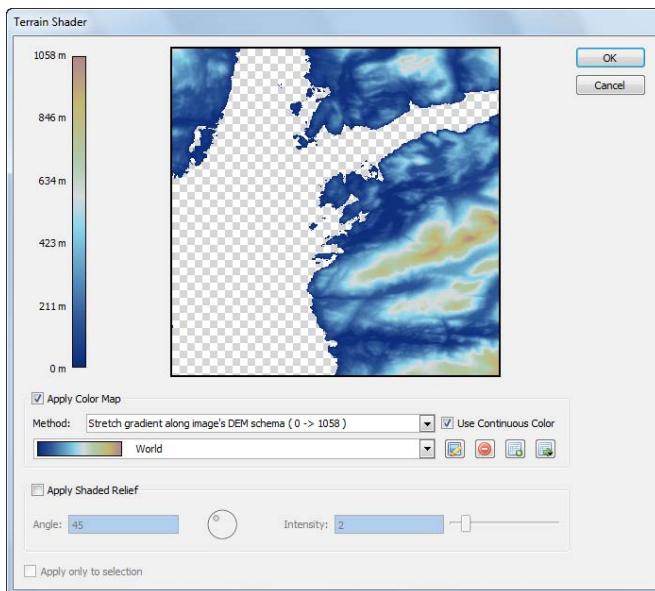 Terrain Shader
1058 m
846 m
634 m
423 m
211 m
0 m
OK
Cancel
Apply Color Map
Method: Stretch gradient along image's DEM schema ( 0 -> 1058 ) Use Continuous Color
World
Apply Shaded Relief
Angle: 45 Intensity: 2
Apply only to selection